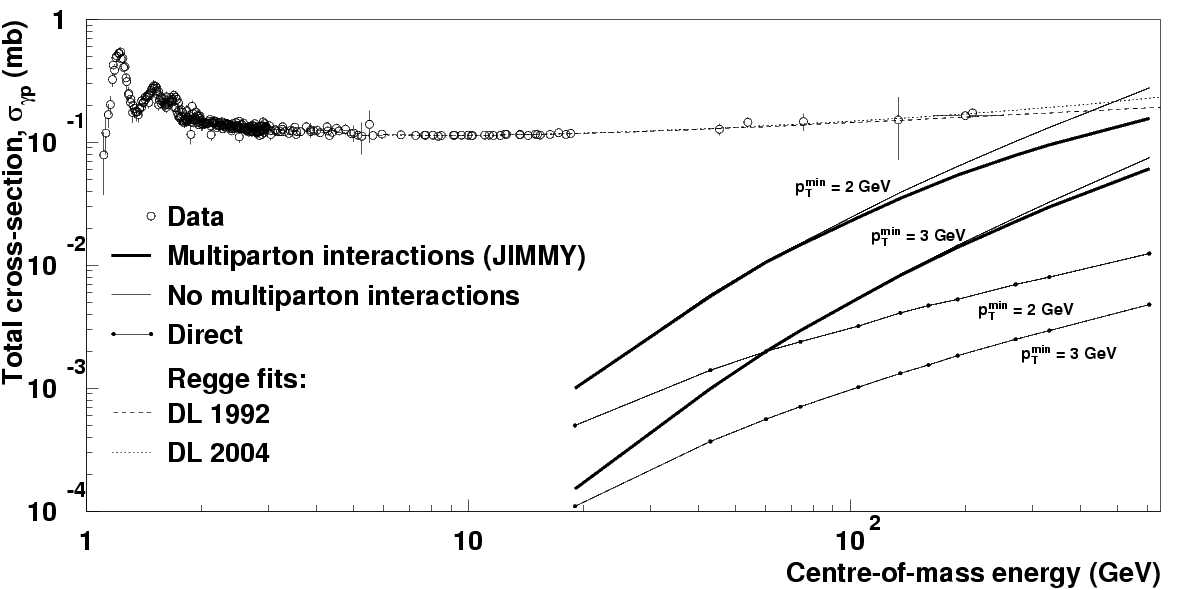 Total cross-section, σγp (mb)
1
10 -1
10 -2
10 -3
10 -4
Data
Multiparton interactions (JIMMY)
No multiparton interactions
Direct
Regge fits:
DL 1992
DL 2004
pTmin = 2 GeV
pTmin = 3 GeV
pTmin = 2 GeV
pTmin = 3 GeV
1
10
10 2
Centre-of-mass energy (GeV)